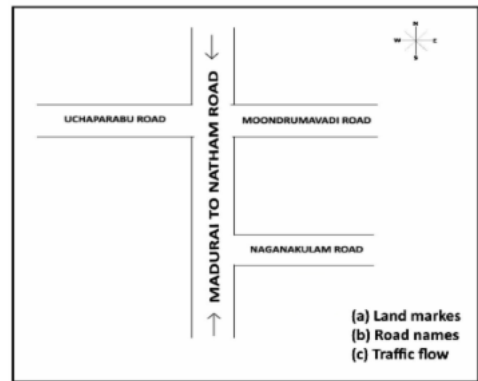 N
W C
S
UCHAPARABU ROAD
MOONDRUMAVADI ROAD
MADURAI TO NATHAM ROAD
NAGANAKULAM ROAD
(a) Land markes
(b) Road names
(c) Traffic flow